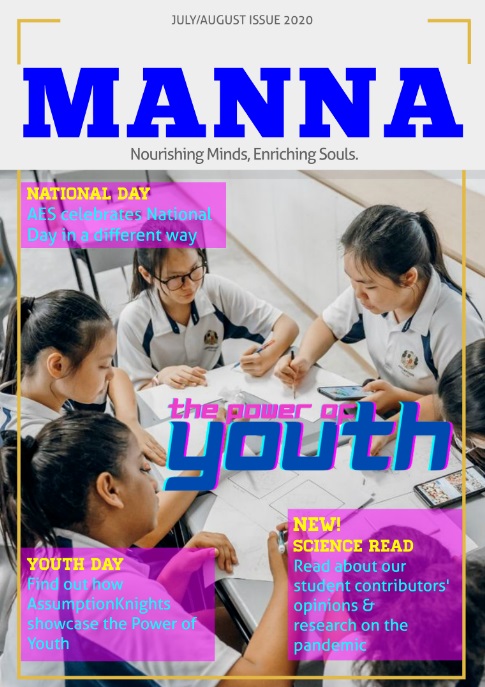 JULY/AUGUST ISSUE 2020
MANNA
Nourishing Minds, Enriching Souls.
NATIONAL DAY
AES celebrates National
Day in a different way
the power of
youth
NEW!
SCIENCE READ
Read about our
student contributors'
opinions &
research on the
pandemic
YOUTH DAY
Find out how
AssumptionKnights
showcase the Power of
Youth